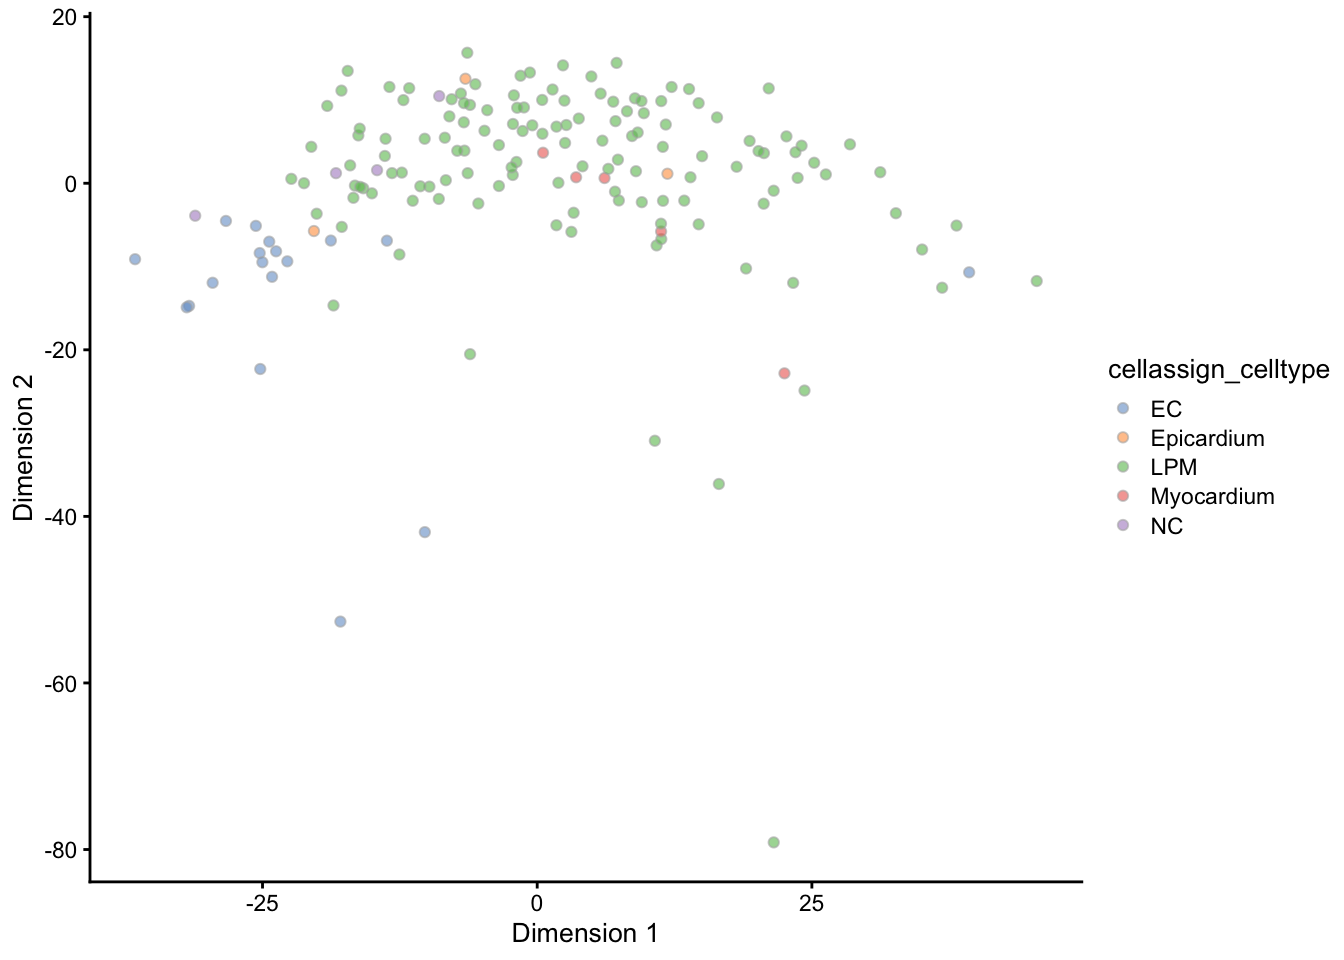 20
0
-20
-40
-60
-80
Dimension 2
-25
0
25
Dimension 1
cellassign_celltype
EC
Epicardium
LPM
Myocardium
NC